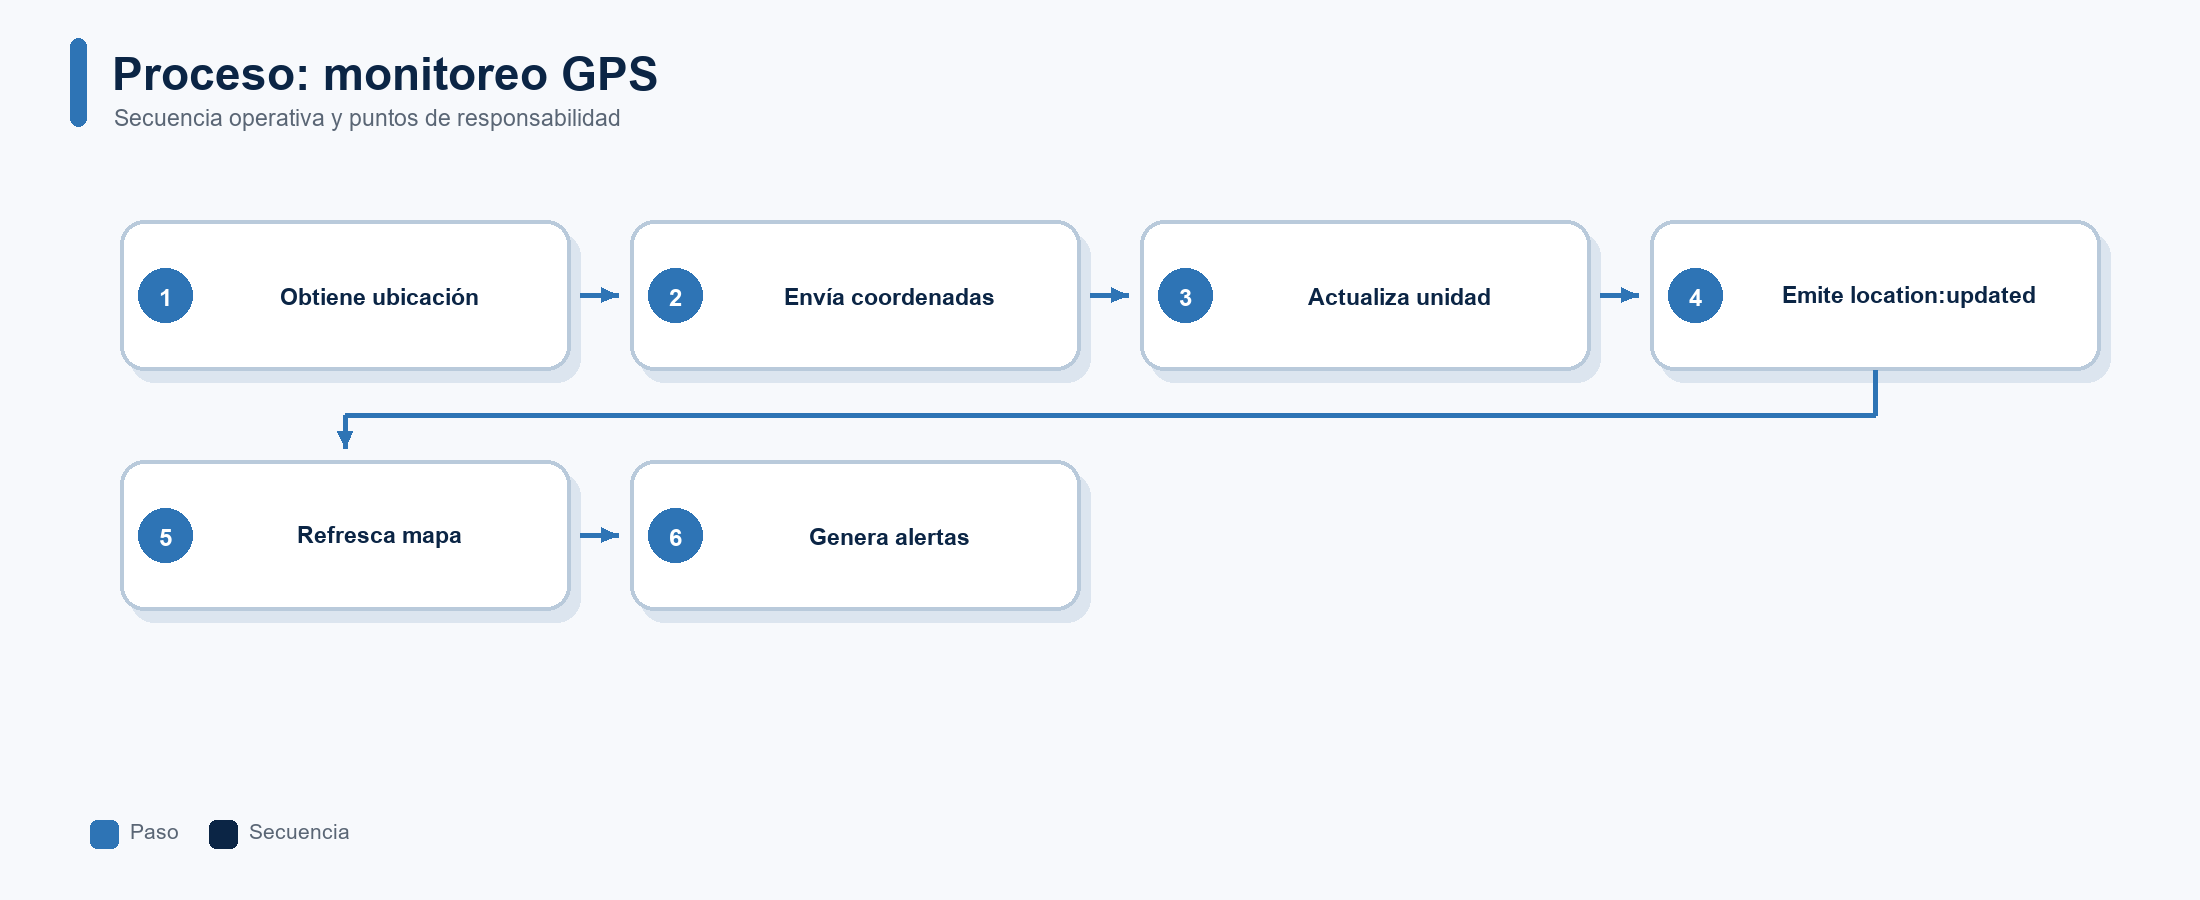 Proceso: monitoreo GPS
Secuencia operativa y puntos de responsabilidad
1 Obtiene ubicación
2 Envía coordenadas
3 Actualiza unidad
4 Emite location:updated
5 Refresca mapa
6 Genera alertas
Paso
Secuencia